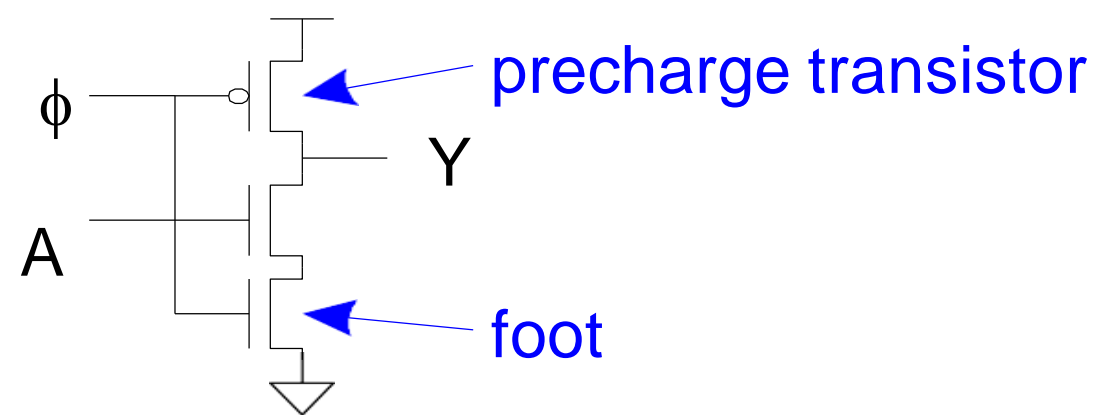 precharge transistor
ϕ
Y
A
foot